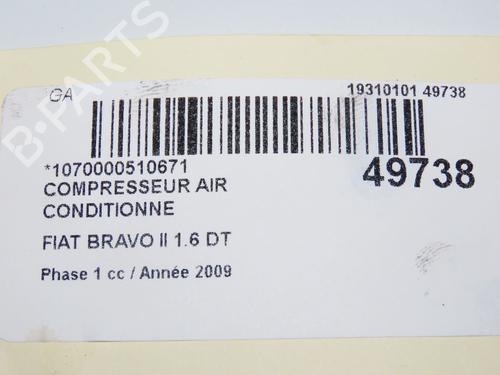 GA
19310101 49738
*1070000510671
49738
COMPRESSEUR AIR
CONDITIONNE
FIAT BRAVO II 1.6 DT
Phase 1 cc / Année 2009
B-PARTS